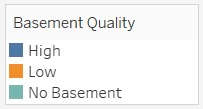 Basement Quality
High
Low
No Basement